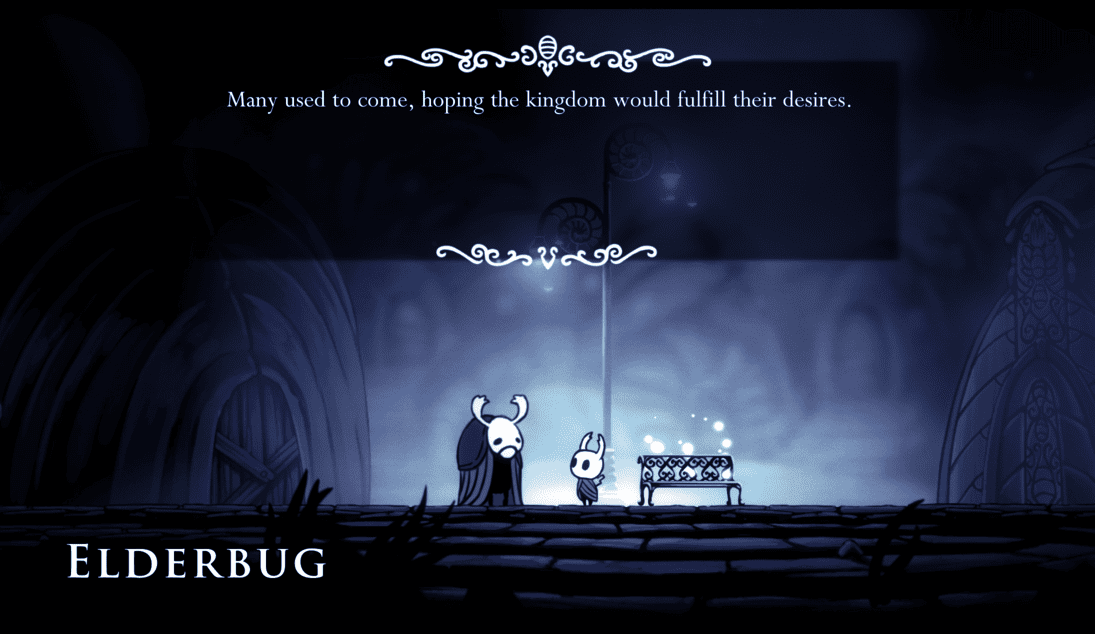 Many used to come, hoping the kingdom would fulfill their desires.
ELDERBUG